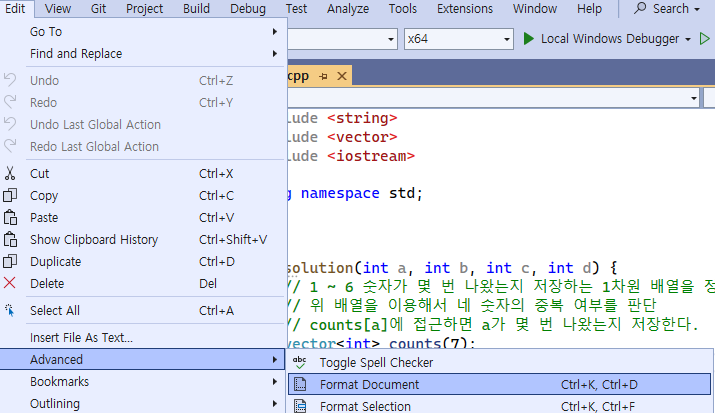 Edit View Git Project Build Debug Test Analyze Tools Extensions Window Help Search
Go To
Find and Replace
Undo Ctrl+Z
Redo Ctrl+Y
Undo Last Global Action
Redo Last Global Action
Cut Ctrl+X
Copy Ctrl+C
Paste Ctrl+V
Show Clipboard History Ctrl+Shift+V
Duplicate Ctrl+D
Delete Del
Select All Ctrl+A
Insert File As Text...
Advanced
Bookmarks
Outlining
abc Toggle Spell Checker
Format Document Ctrl+K, Ctrl+D
Format Selection Ctrl+K, Ctrl+F
x64 Local Windows Debugger
cpp
lude <string>
lude <vector>
lude <iostream>
g namespace std;
solution(int a, int b, int c, int d) {
// 1 ~ 6 숫자가 몇 번 나왔는지 저장하는 1차원 배열을 정
// 위 배열을 이용해서 네 숫자의 중복 여부를 판단
// counts[a]에 접근하면 a가 몇 번 나왔는지 저장한다.
vector<int> counts(7);